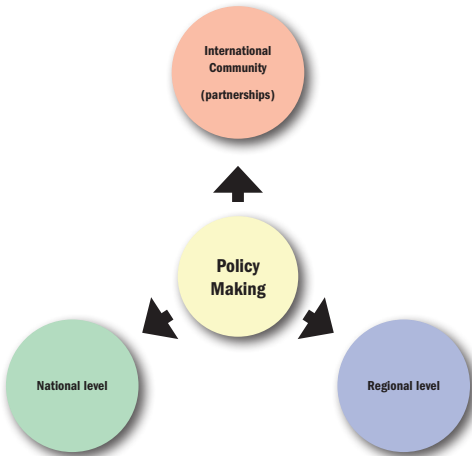 International
Community
(partnerships)
Policy
Making
National level
Regional level